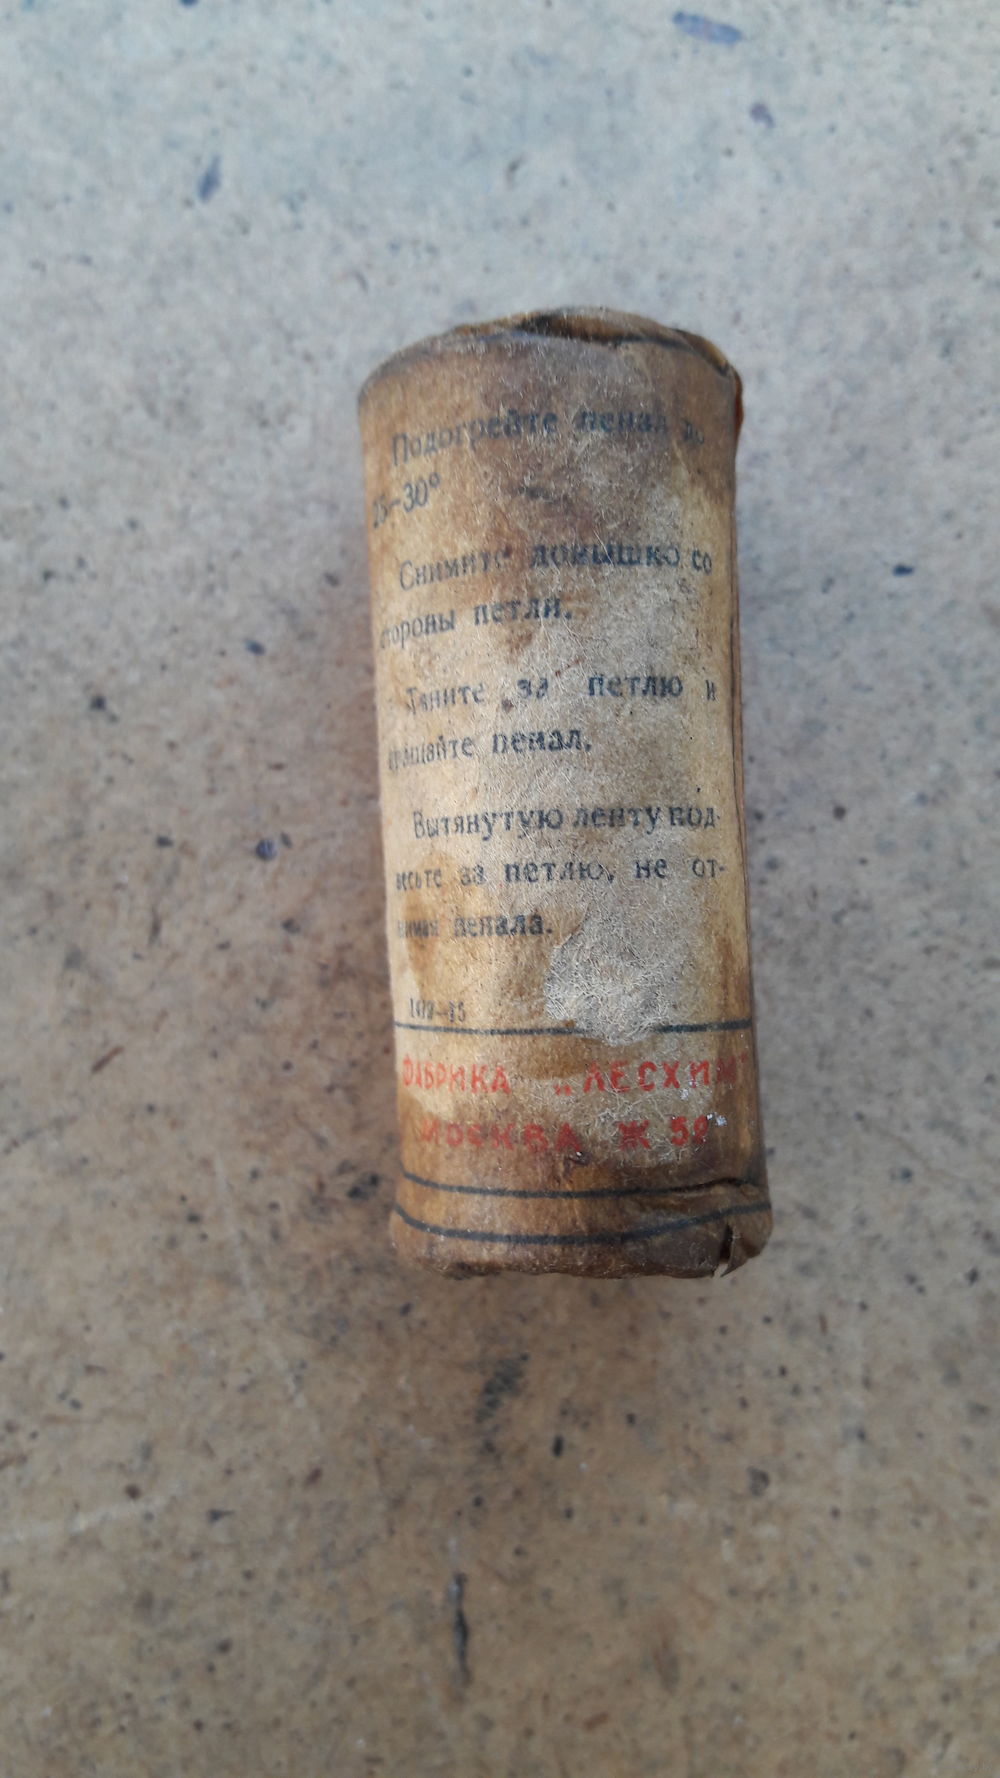 Подогрейте пенал до
25–30°
Снимите донышко со
стороны петли.
Тяните за петлю и
вращайте пенал.
Вытянутую ленту под-
весьте за петлю, не от-
нимая пенала.
ФАБРИКА „ЛЕСХИМ"
МОСКВА Ж 59